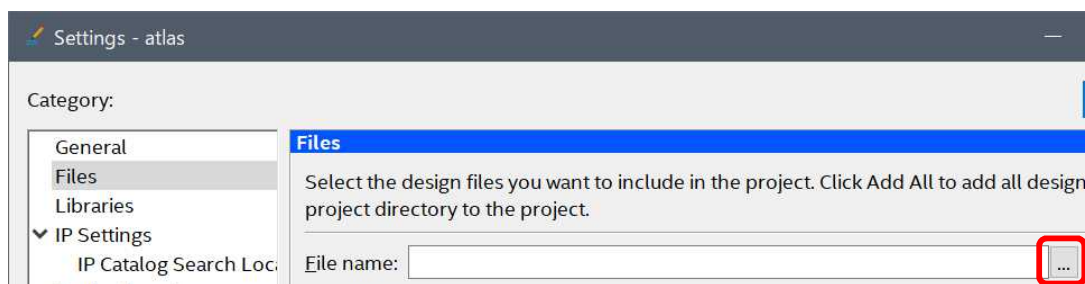 Settings - atlas
Category:
General
Files
Libraries
IP Settings
IP Catalog Search Loc
Files
Select the design files you want to include in the project. Click Add All to add all design
project directory to the project.
File name:
...